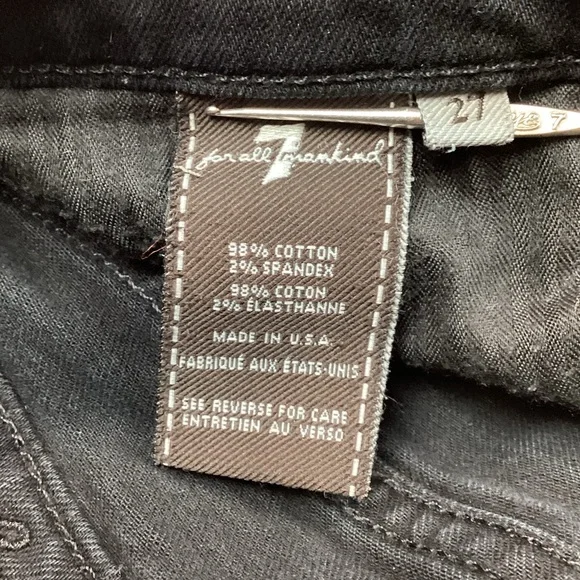 27
7
for all mankind
98% COTTON
2% SPANDEX
98% COTON
2% ÉLASTHANNE
MADE IN U.S.A.
FABRIQUÉ AUX ÉTATS-UNIS
SEE REVERSE FOR CARE
ENTRETIEN AU VERSO